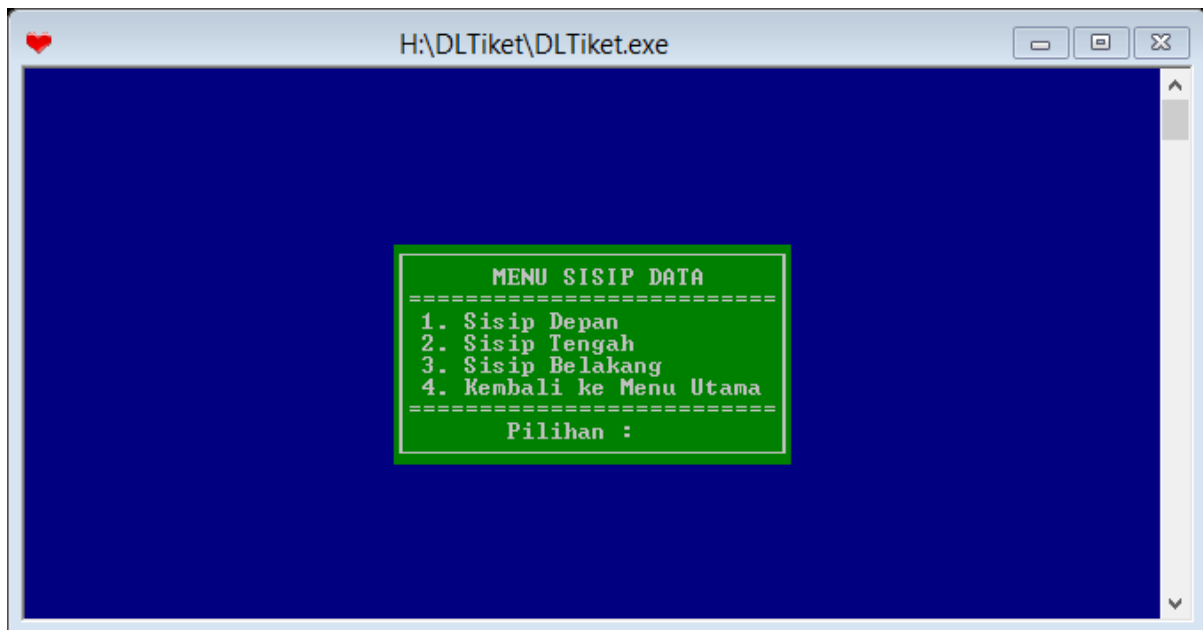 H:\DLTiket\DLTiket.exe
MENU SISIP DATA
==========================
1. Sisip Depan
2. Sisip Tengah
3. Sisip Belakang
4. Kembali ke Menu Utama
==========================
Pilihan :